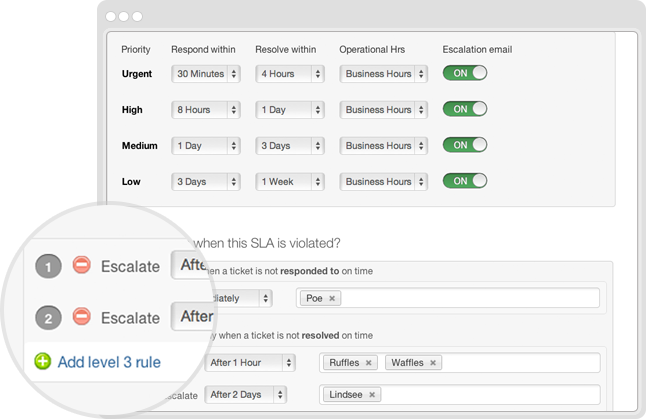 Priority Respond within Resolve within Operational Hrs Escalation email
Urgent 30 Minutes 4 Hours Business Hours ON
High 8 Hours 1 Day Business Hours ON
Medium 1 Day 3 Days Business Hours ON
Low 3 Days 1 Week Business Hours ON
when this SLA is violated?
when a ticket is not responded to on time
Poe
when a ticket is not resolved on time
After 1 Hour Ruffles Waffles
After 2 Days Lindsee
1 Escalate
2 Escalate After
Add level 3 rule